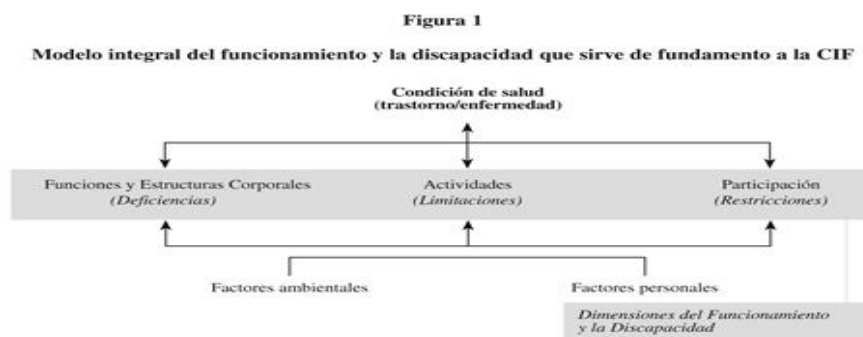 Figura 1
Modelo integral del funcionamiento y la discapacidad que sirve de fundamento a la CIF
Condición de salud
(trastorno/enfermedad)
Funciones y Estructuras Corporales
(Deficiencias)
Actividades
(Limitaciones)
Participación
(Restricciones)
Factores ambientales
Factores personales
Dimensiones del Funcionamiento
y la Discapacidad